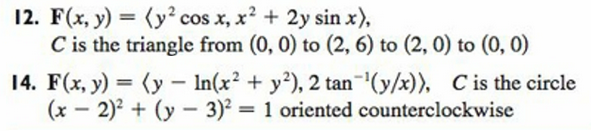 12. F(x, y) = ⟨y² cos x, x² + 2y sin x⟩,
C is the triangle from (0, 0) to (2, 6) to (2, 0) to (0, 0)
14. F(x, y) = ⟨y − ln(x² + y²), 2 tan⁻¹(y/x)⟩, C is the circle
(x − 2)² + (y − 3)² = 1 oriented counterclockwise